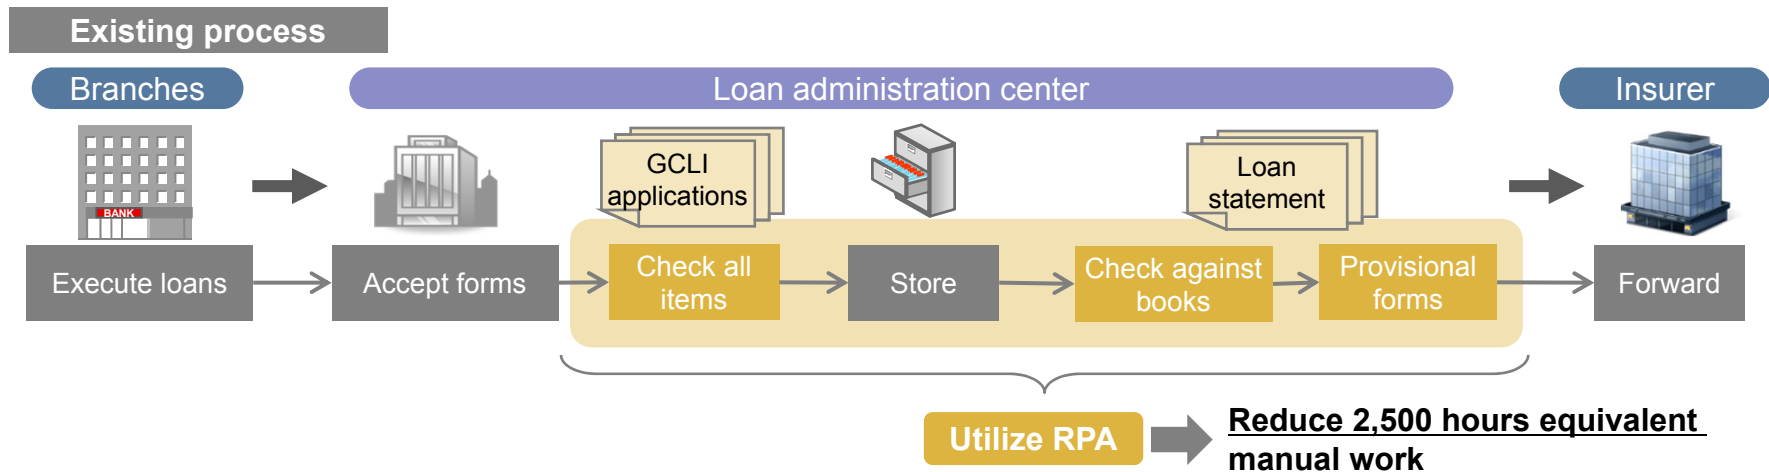 Existing process
Branches
Loan administration center
Insurer
BANK
GCLI
applications
Loan
statement
Execute loans
Accept forms
Check all
items
Store
Check against
books
Provisional
forms
Forward
Utilize RPA
Reduce 2,500 hours equivalent
manual work